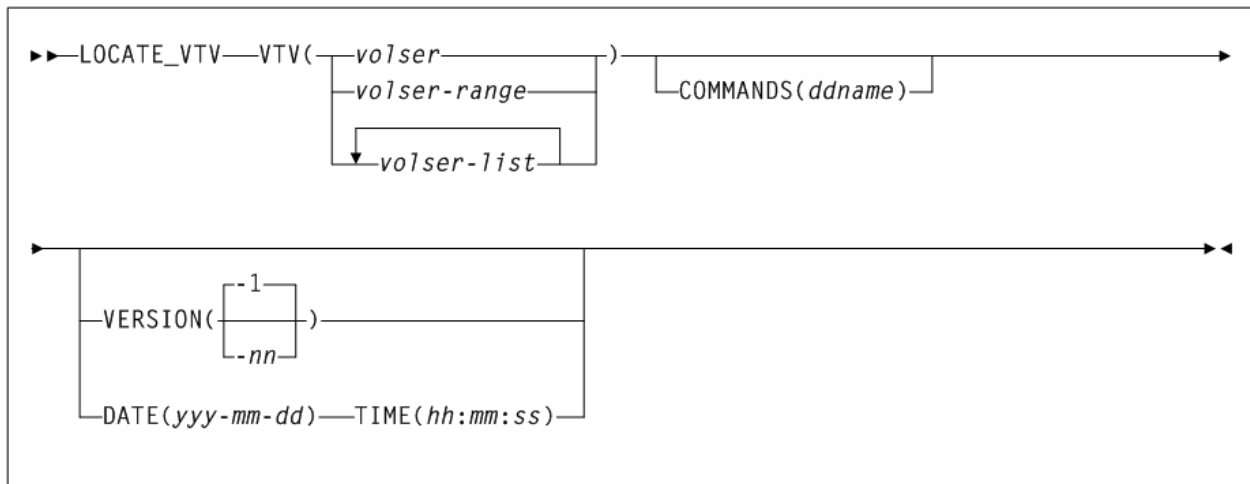 LOCATE_VTV VTV( volser )
volser-range
volser-list
COMMANDS(ddname)
-1
VERSION( )
-nn
DATE(yyy-mm-dd) TIME(hh:mm:ss)